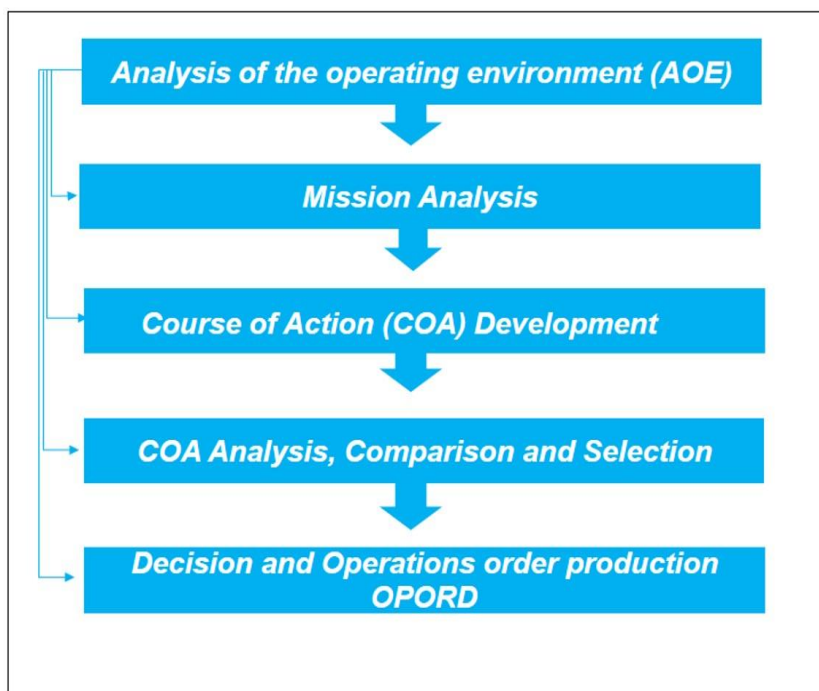 Analysis of the operating environment (AOE)
Mission Analysis
Course of Action (COA) Development
COA Analysis, Comparison and Selection
Decision and Operations order production
OPORD